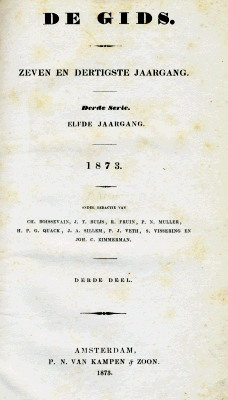 DE GIDS.
ZEVEN EN DERTIGSTE JAARGANG.
Derde Serie.
ELFDE JAARGANG.
1873.
ONDER REDACTIE VAN
CH. BOISSEVAIN, J. T. BUIJS, R. FRUIN, P. N. MULLER,
H. P. G. QUACK, J. A. SILLEM, P. J. VETH, S. VISSERING EN
JOH. C. ZIMMERMAN.
DERDE DEEL.
AMSTERDAM,
P. N. VAN KAMPEN & ZOON.
1873.